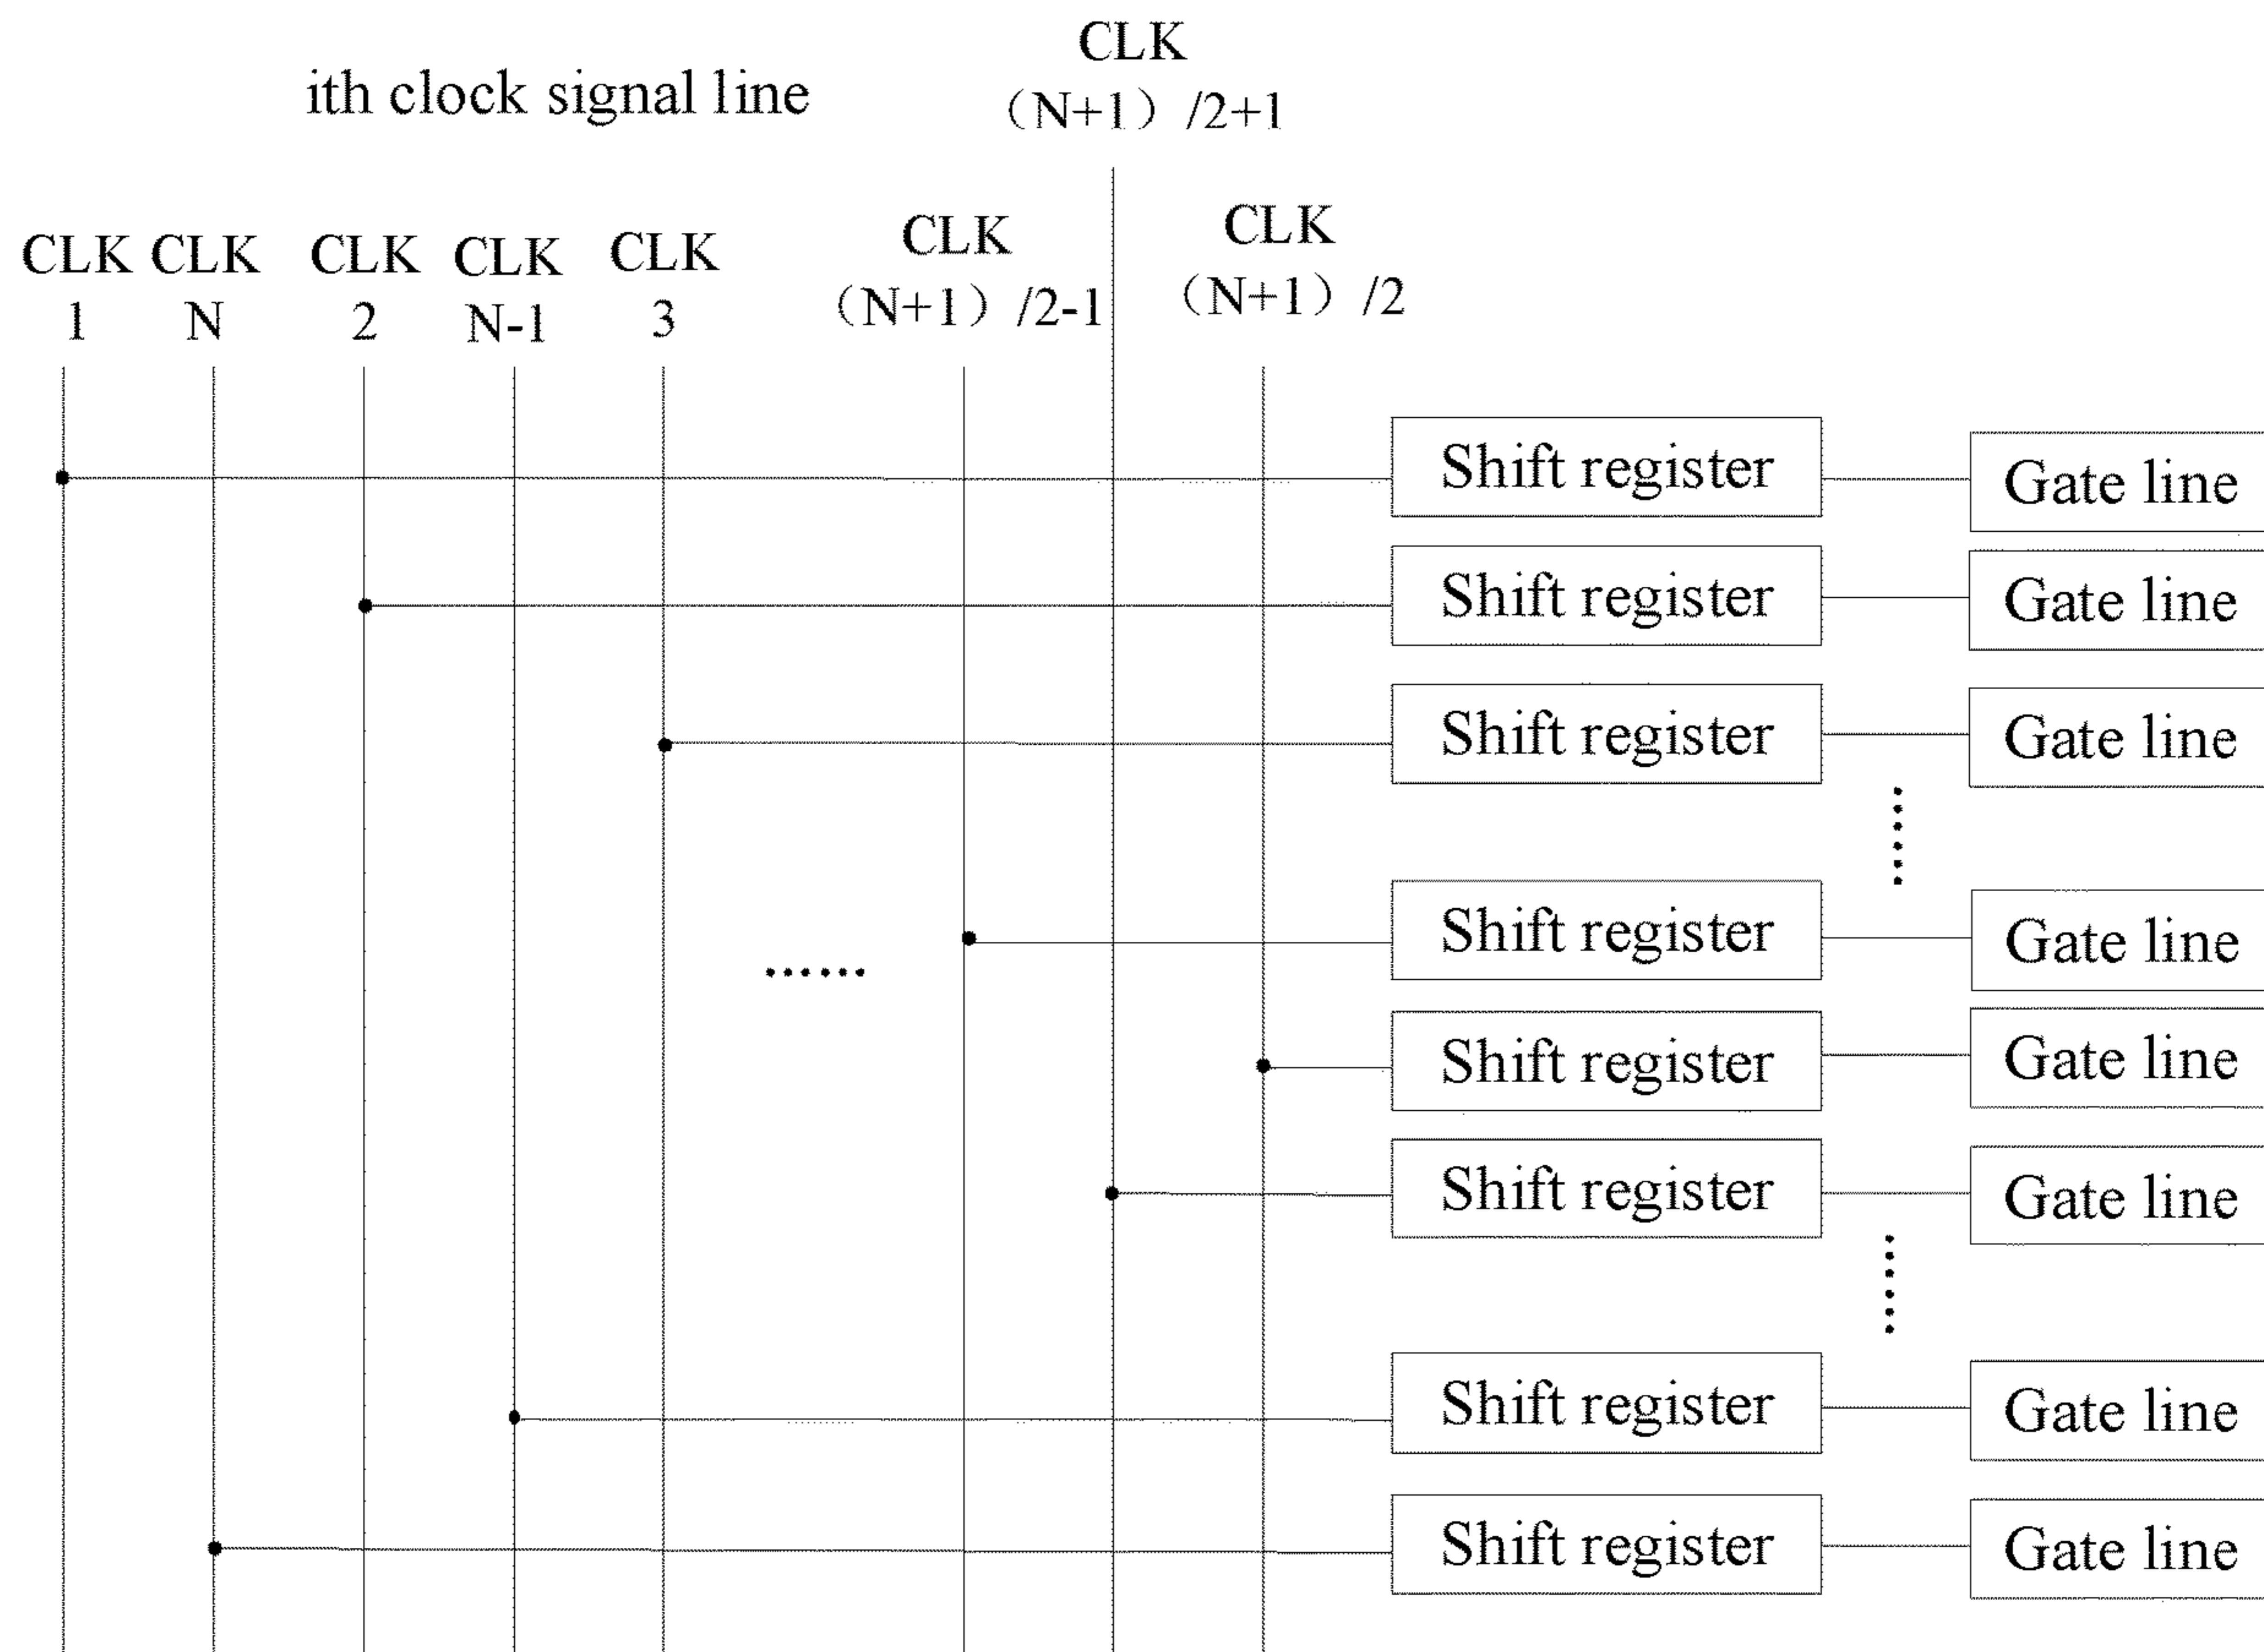 CLK
（N+1）/2+1
ith clock signal line
CLK
（N+1）/2
CLK
（N+1）/2-1
CLK CLK CLK CLK CLK
1 N 2 N-1 3
Shift register Gate line
Shift register Gate line
Shift register Gate line
Shift register Gate line
Shift register Gate line
Shift register Gate line
Shift register Gate line
Shift register Gate line